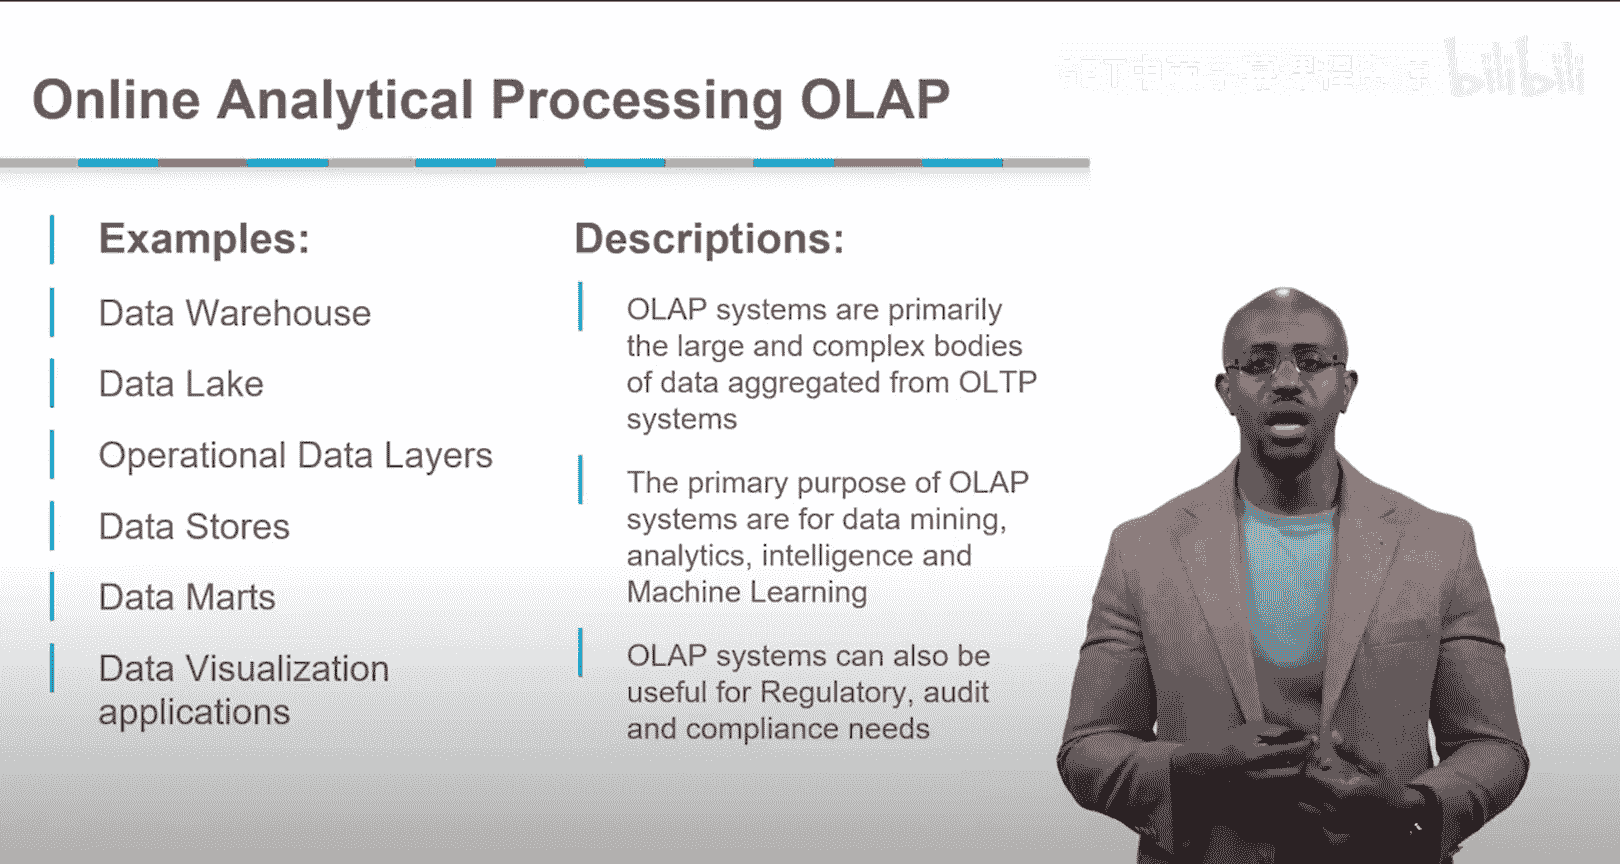 Online Analytical Processing OLAP
bilibili
Examples:
Data Warehouse
Data Lake
Operational Data Layers
Data Stores
Data Marts
Data Visualization
applications
Descriptions:
OLAP systems are primarily
the large and complex bodies
of data aggregated from OLTP
systems
The primary purpose of OLAP
systems are for data mining,
analytics, intelligence and
Machine Learning
OLAP systems can also be
useful for Regulatory, audit
and compliance needs